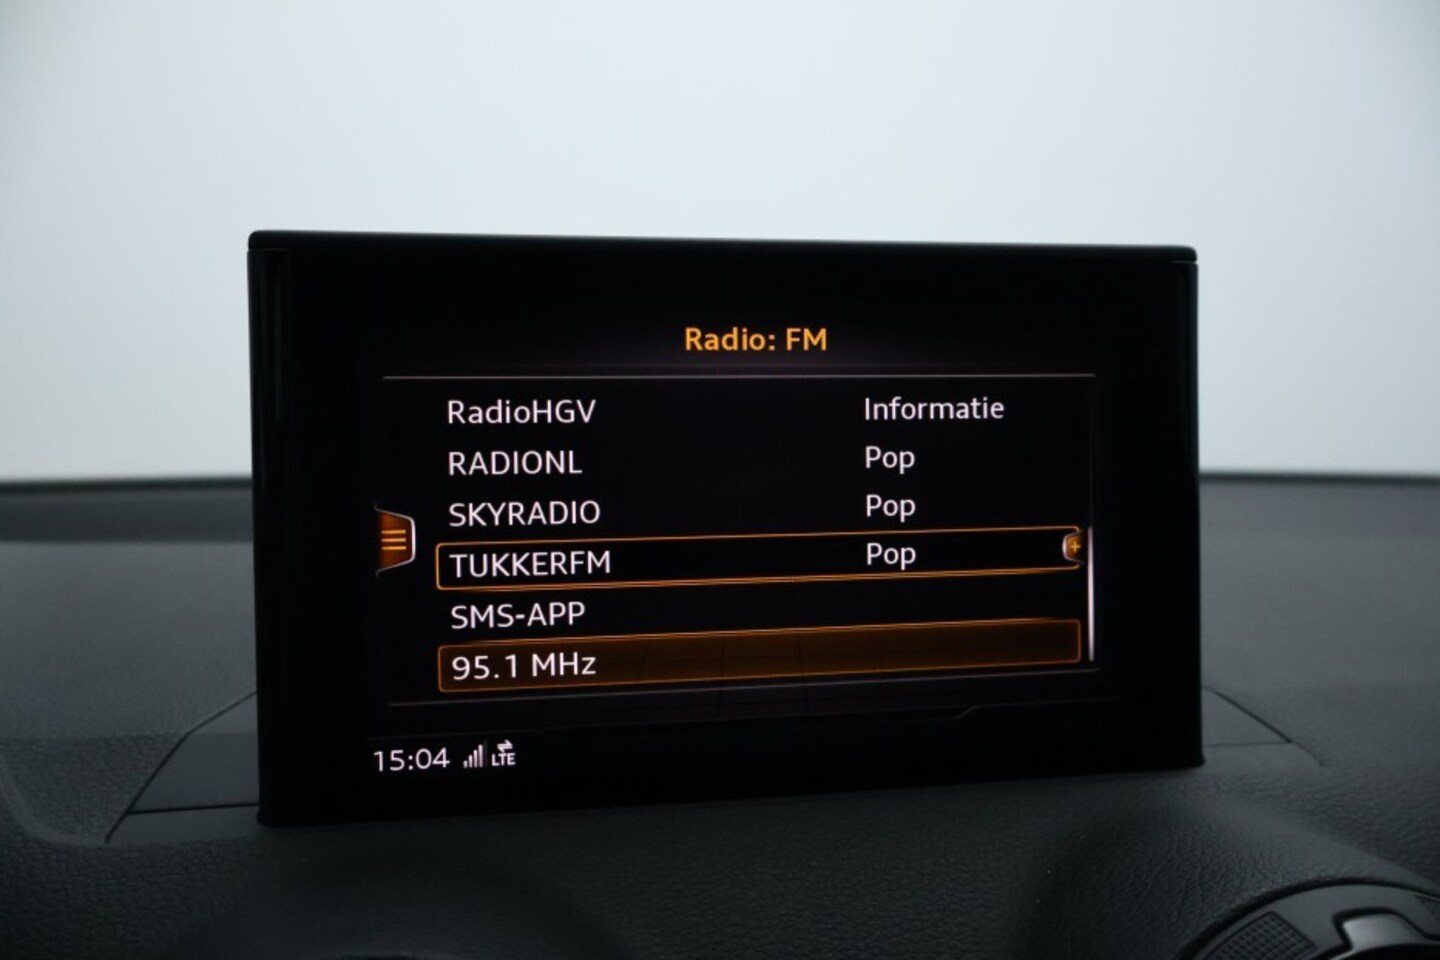 Radio: FM
RadioHGV Informatie
RADIONL Pop
SKYRADIO Pop
TUKKERFM Pop
SMS-APP
95.1 MHz
15:04 LTE